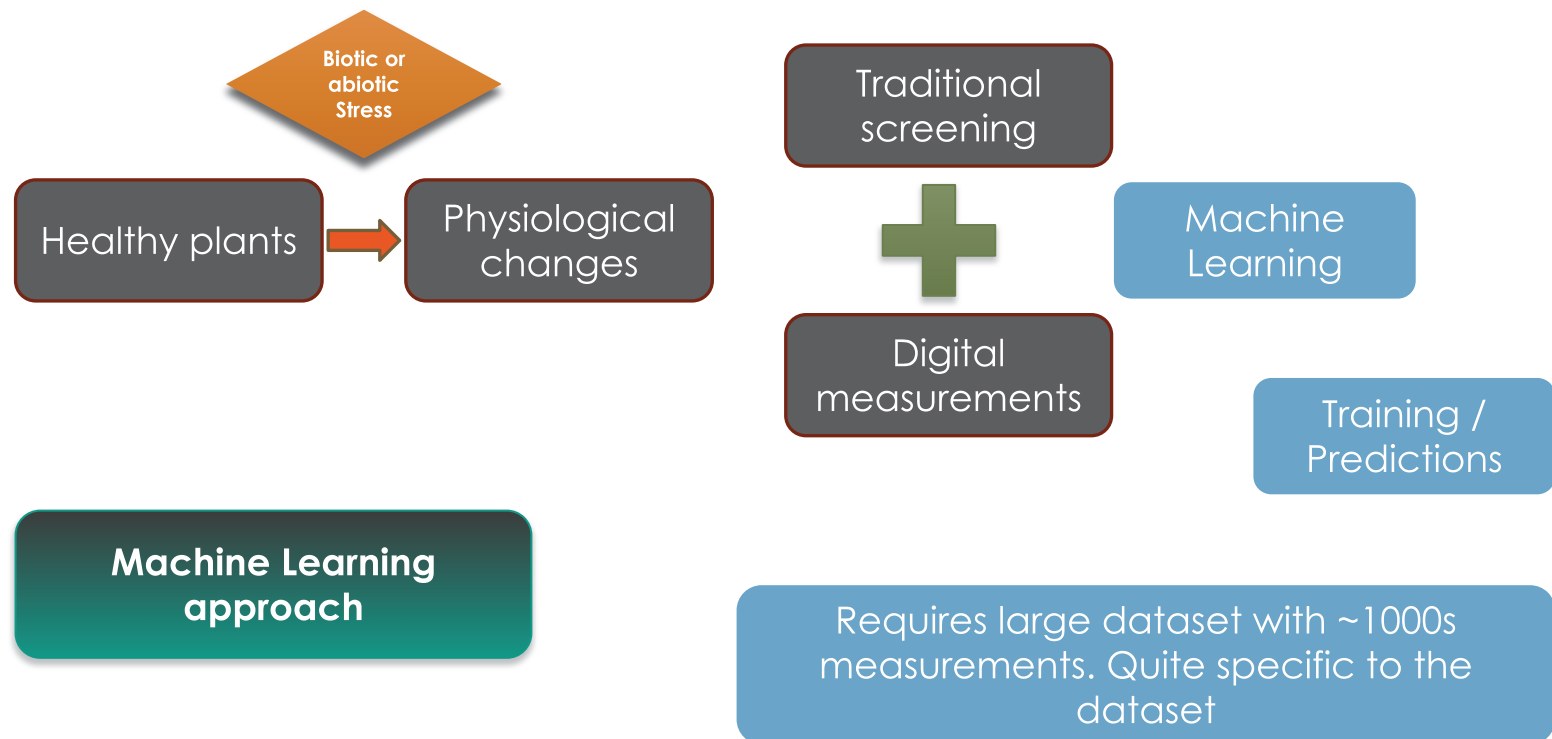 Biotic or
abiotic
Stress
Healthy plants
Physiological
changes
Traditional
screening
Digital
measurements
Machine
Learning
Training /
Predictions
Machine Learning
approach
Requires large dataset with ~1000s
measurements. Quite specific to the
dataset